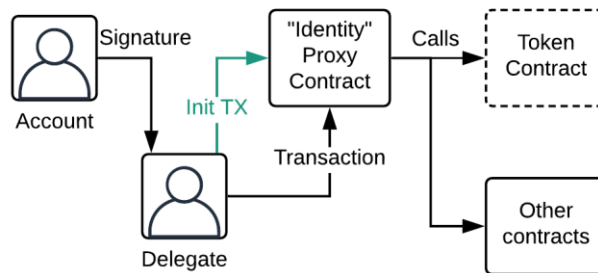 Signature
Account
Delegate
Init TX
Transaction
"Identity"
Proxy
Contract
Calls
Token
Contract
Other
contracts